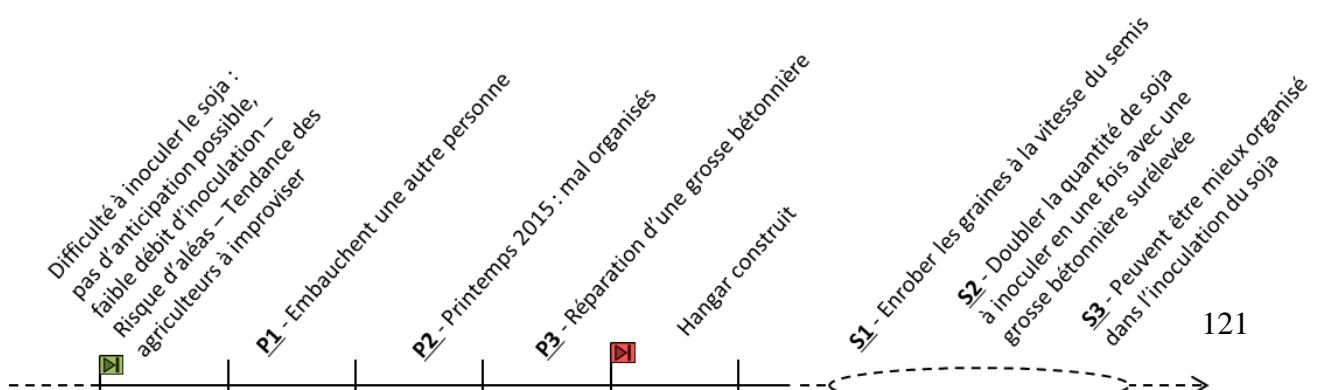 Difficulté à inoculer le soja :
pas d'anticipation possible,
faible débit d'inoculation –
Risque d'aléas – Tendance des
agriculteurs à improviser
P1 - Embauchent une autre personne
P2 - Printemps 2015 : mal organisés
P3 - Réparation d'une grosse bétonnière
Hangar construit
S1 - Enrober les graines à la vitesse du semis
S2 - Doubler la quantité de soja
à inoculer en une fois avec une
grosse bétonnière surélevée
S3 - Peuvent être mieux organisé
dans l'inoculation du soja
121